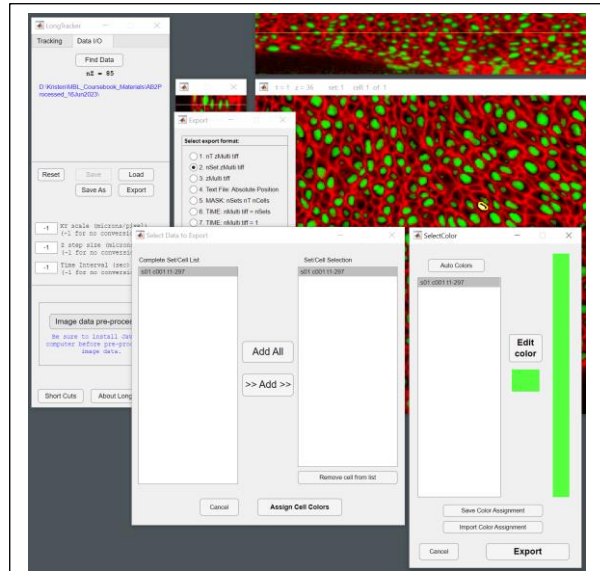 LongTracker
Tracking
Data I/O
Find Data
nZ = 85
D:\Kristen\MBL_Coursebook_Materials\AB2P
rocessed_16Jun2023\
t = 1 z = 36 set: 1 cell: 1 of 1
Export
Select export format:
1. nT zMulti tiff
2. nSet zMulti tiff
3. zMulti tiff
4. Text File: Absolute Position
5. MASK: nSets nT nCells
6. TIME: nMulti tiff = nSets
7. TIME: nMulti tiff = 1
Reset
Save
Load
Save As
Export
-1 XY scale (microns/pixel)
(-1 for no conversi
-1 Z step size (micron
(-1 for no conversi
-1 Time Interval (sec)
(-1 for no conversi
Image data pre-proce
Be sure to install
computer before pre-proc
image data.
Short Cuts
About Long
Select Data to Export
Complete Set/Cell List
s01 c001 t1-297
Set/Cell Selection
s01 c001 t1-297
Add All
>> Add >>
Remove cell from list
Cancel
Assign Cell Colors
SelectColor
Auto Colors
s01 c001 t1-297
Edit
color
Save Color Assignment
Import Color Assignment
Cancel
Export